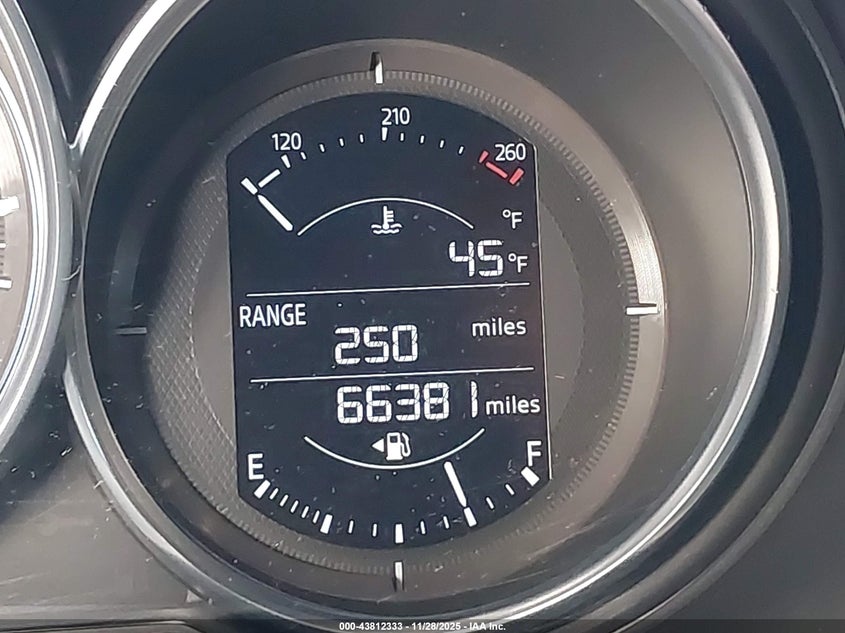 120 210 260
°F
45 °F
RANGE
250 miles
66381 miles
E F
000-43812333 - 11/28/2025 - IAA Inc.